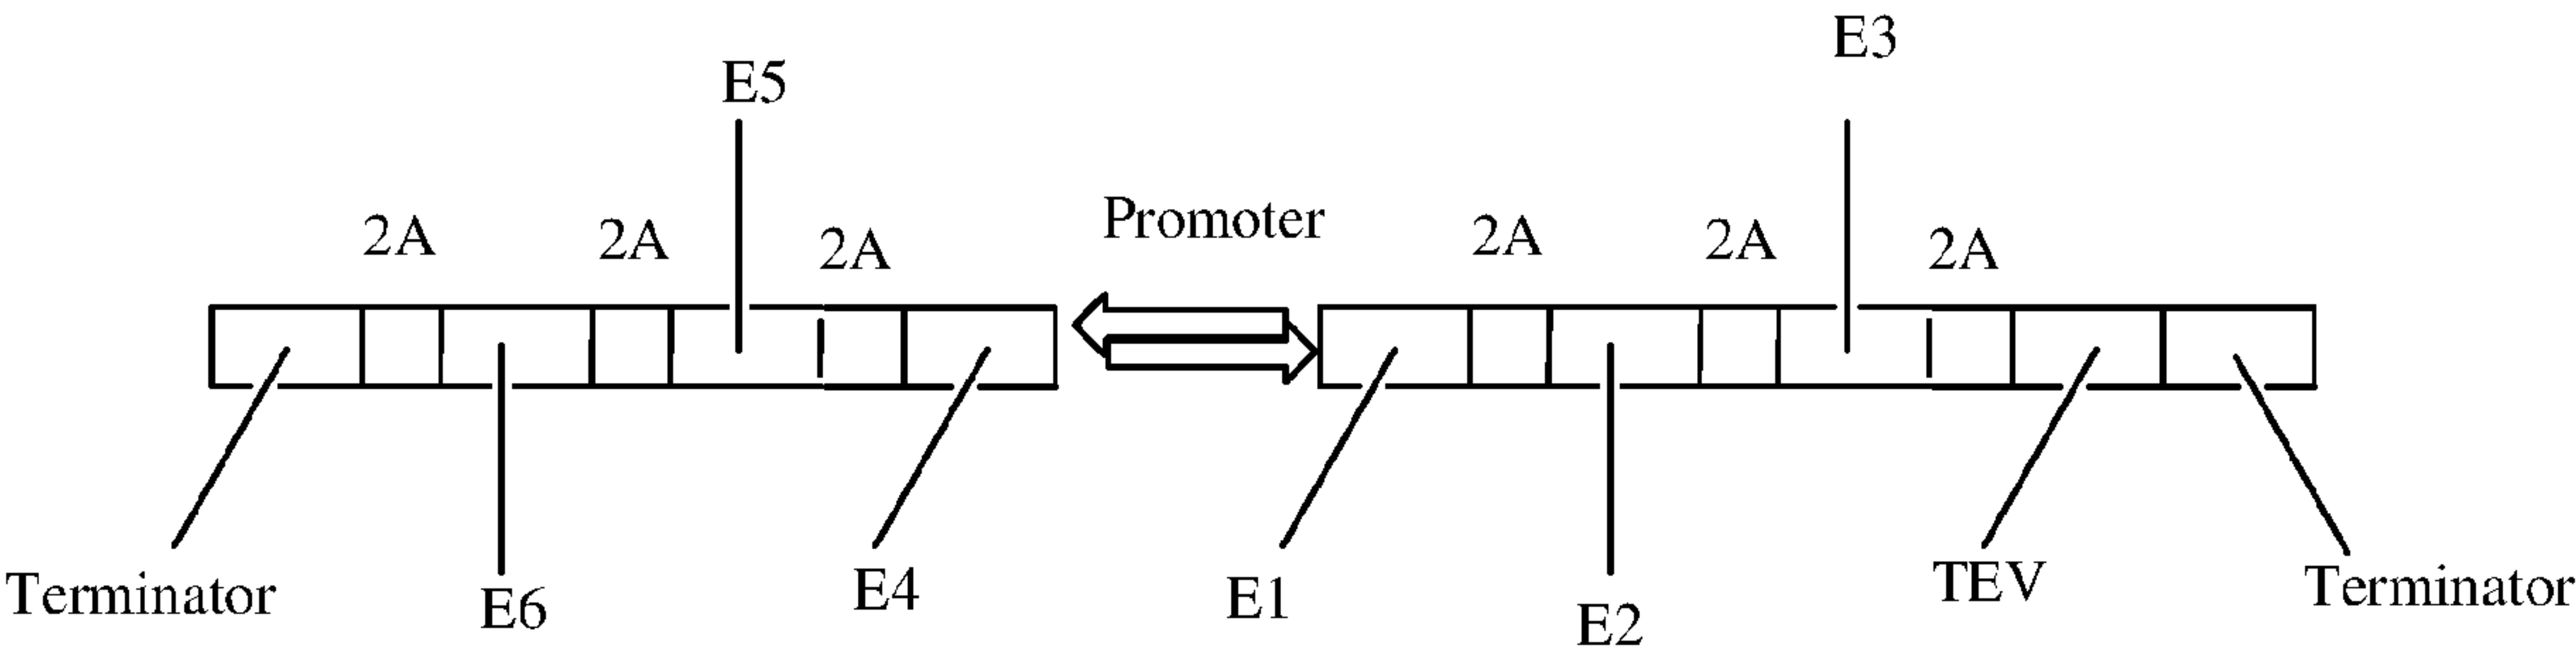 E3
E5
2A 2A 2A Promoter 2A 2A 2A
Terminator E6 E4 E1 E2 TEV Terminator